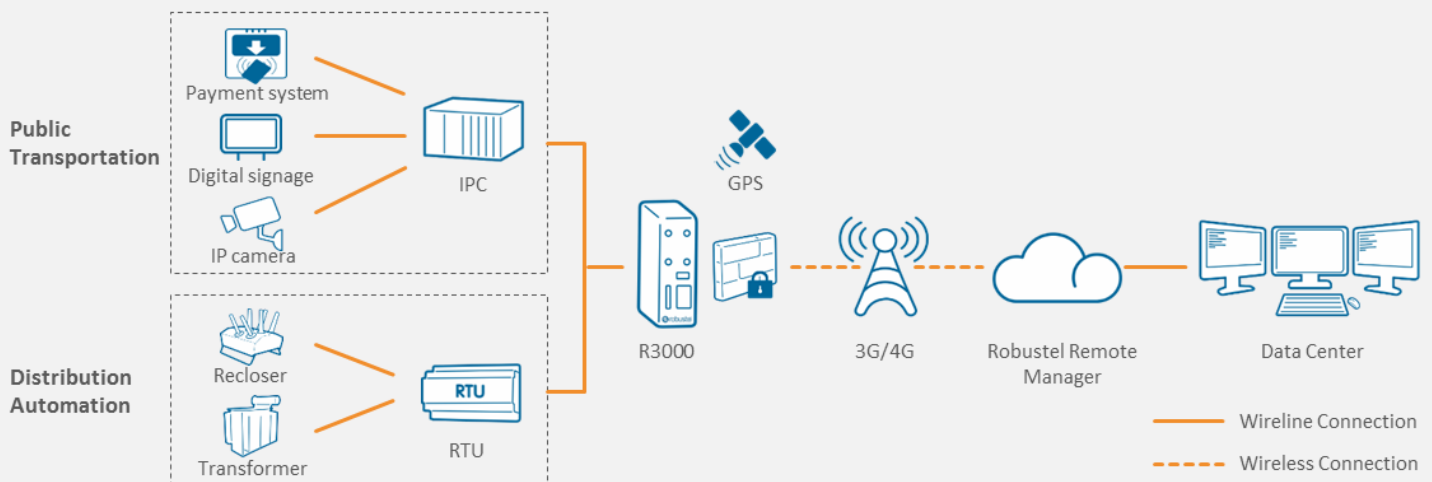 Public
Transportation
Payment system
Digital signage
IP camera
IPC
Distribution
Automation
Recloser
Transformer
RTU
RTU
GPS
robustel
R3000
3G/4G
Robustel Remote
Manager
Data Center
Wireline Connection
Wireless Connection